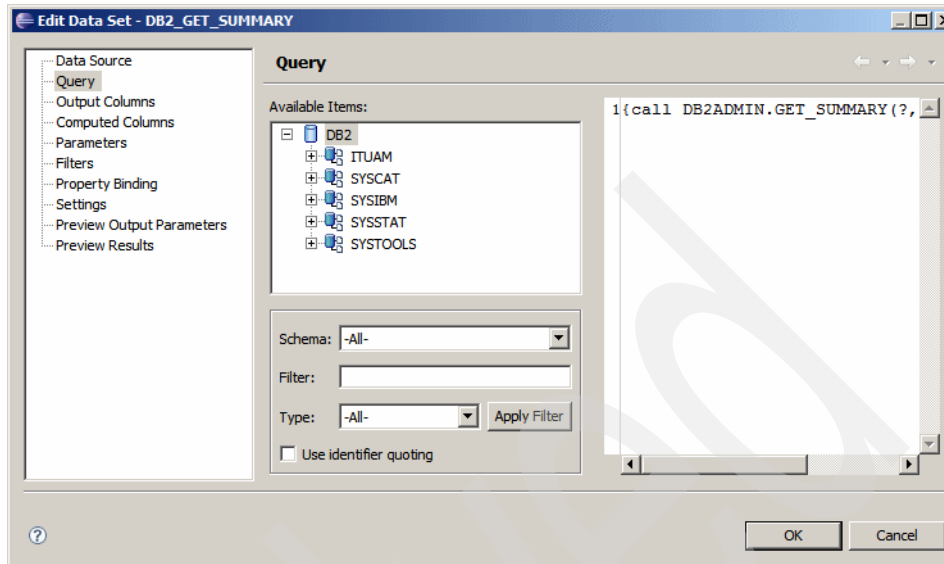 Edit Data Set - DB2_GET_SUMMARY
Data Source
Query
Output Columns
Computed Columns
Parameters
Filters
Property Binding
Settings
Preview Output Parameters
Preview Results
Query
Available Items:
DB2
ITUAM
SYSCAT
SYSIBM
SYSSTAT
SYSTOOLS
Schema: -All-
Filter:
Type: -All- Apply Filter
Use identifier quoting
1{call DB2ADMIN.GET_SUMMARY(?,
? OK Cancel